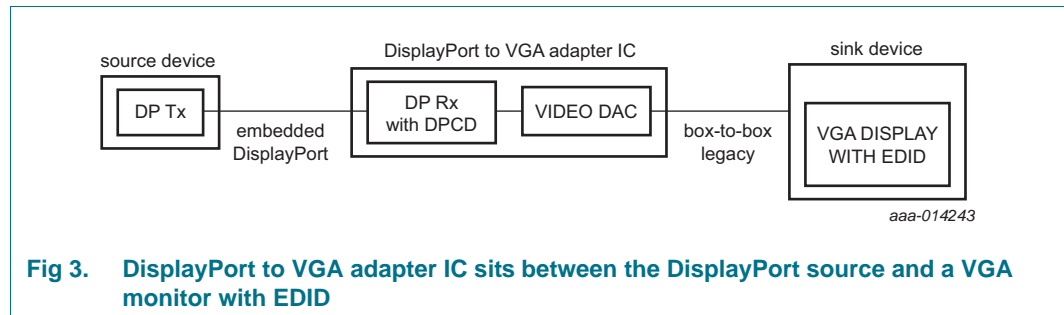 source device
DP Tx
embedded
DisplayPort
DisplayPort to VGA adapter IC
DP Rx
with DPCD
VIDEO DAC
box-to-box
legacy
sink device
VGA DISPLAY
WITH EDID
aaa-014243
Fig 3. DisplayPort to VGA adapter IC sits between the DisplayPort source and a VGA
monitor with EDID